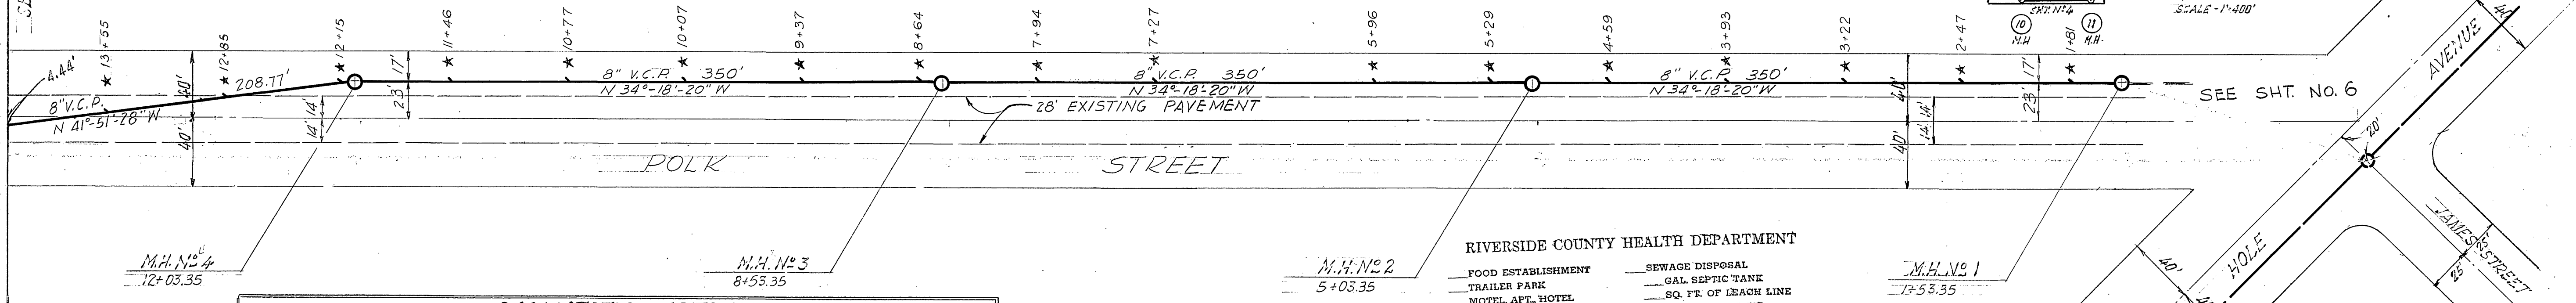 13+55
12+85
12+15
11+46
10+77
10+07
9+37
8+64
7+94
7+27
5+96
5+29
4+59
3+93
3+22
2+47
1+81
SHT. No 4
10
M.H.
11
M.H.
SCALE - 1"=400'
4.44'
208.77'
8" V.C.P.
N 41°-51'-28" W
40'
40'
14'
14'
17'
23'
8" V.C.P. 350'
N 34°-18'-20" W
8" V.C.P. 350'
N 34°-18'-20" W
8" V.C.P. 350'
N 34°-18'-20" W
28' EXISTING PAVEMENT
40'
40'
14'
14'
17'
23'
SEE SHT. NO. 6
POLK STREET
AVENUE
HOLE
40'
20'
40'
JAMES STREET
25'
25'
M.H. No 4
12+03.35
M.H. No 3
8+53.35
M.H. No 2
5+03.35
M.H. No 1
1+53.35
RIVERSIDE COUNTY HEALTH DEPARTMENT
FOOD ESTABLISHMENT
TRAILER PARK
MOTEL, APT., HOTEL
SEWAGE DISPOSAL
GAL. SEPTIC TANK
SQ. FT. OF LEACH LINE